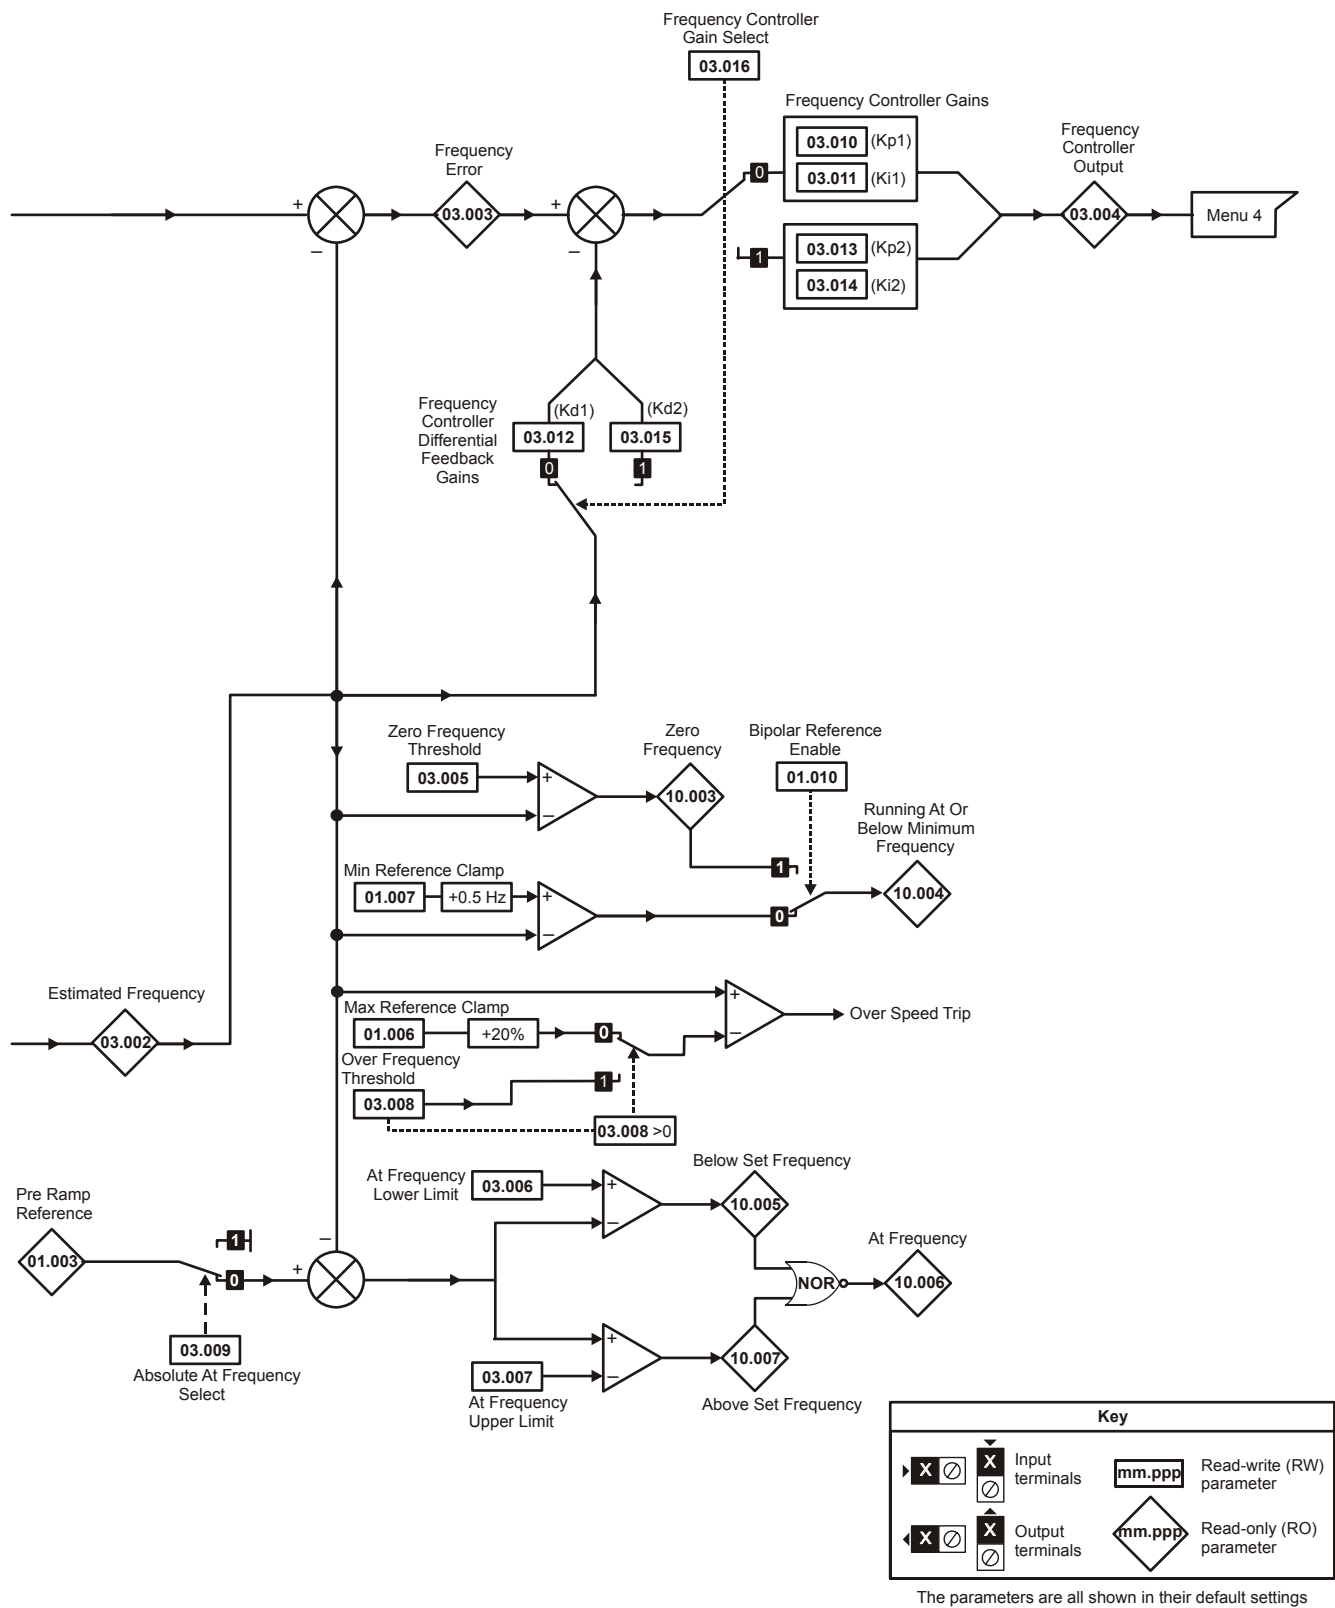 Frequency Controller
Gain Select
03.016
Frequency Controller Gains
03.010 (Kp1)
03.011 (Ki1)
0
03.013 (Kp2)
03.014 (Ki2)
1
Frequency
Controller
Output
03.004
Menu 4
Frequency
Error
03.003
+
–
+
–
Frequency
Controller
Differential
Feedback
Gains
(Kd1)
(Kd2)
03.012
03.015
0
1
Zero Frequency
Threshold
03.005
+
–
Zero
Frequency
10.003
Bipolar Reference
Enable
01.010
1
Running At Or
Below Minimum
Frequency
10.004
Min Reference Clamp
01.007
+0.5 Hz
+
–
0
Estimated Frequency
03.002
Max Reference Clamp
01.006
+20%
0
+
–
Over Speed Trip
Over Frequency
Threshold
03.008
1
03.008 >0
At Frequency
Lower Limit
03.006
+
–
Below Set Frequency
10.005
Pre Ramp
Reference
01.003
1
0
+
–
03.009
Absolute At Frequency
Select
NOR
At Frequency
10.006
03.007
+
–
At Frequency
Upper Limit
10.007
Above Set Frequency
Key
X
X
Input
terminals
mm.ppp
Read-write (RW)
parameter
X
X
Output
terminals
mm.ppp
Read-only (RO)
parameter
The parameters are all shown in their default settings